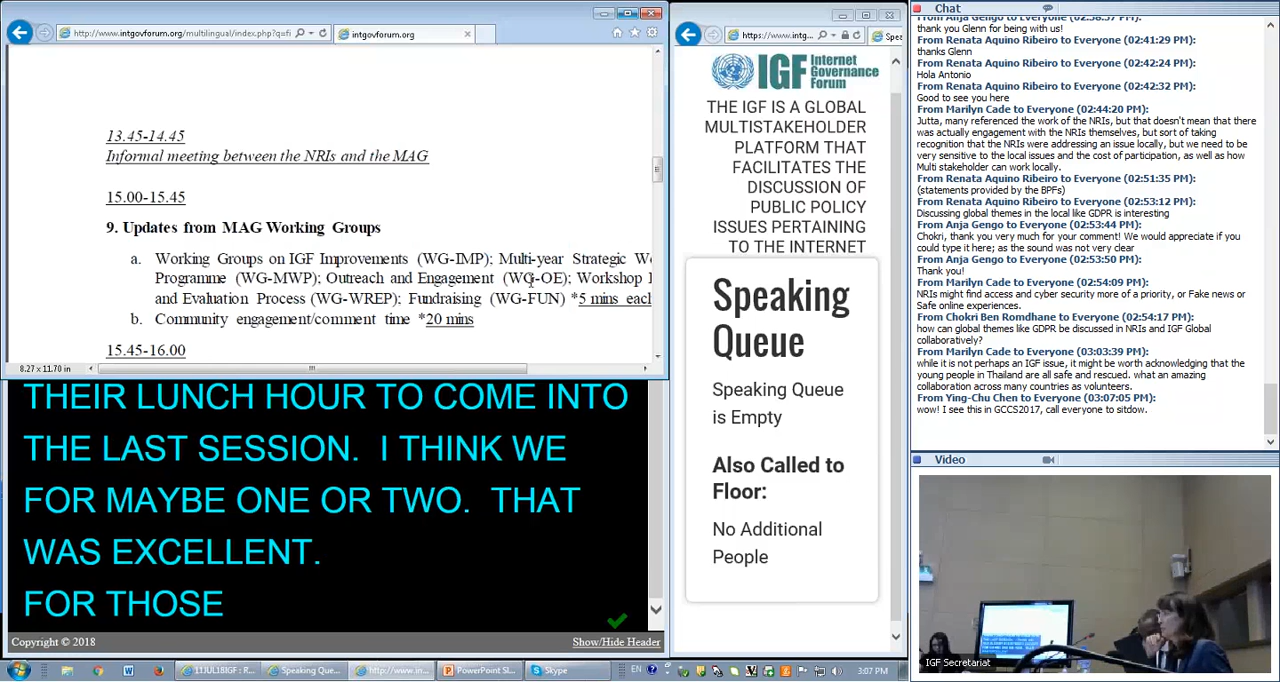 http://www.intgovforum.org/multilingual/index.php?q=fi
intgovforum.org
13.45-14.45
Informal meeting between the NRIs and the MAG
15.00-15.45
9. Updates from MAG Working Groups
a. Working Groups on IGF Improvements (WG-IMP); Multi-year Strategic W
Programme (WG-MWP); Outreach and Engagement (WG-OE); Workshop
and Evaluation Process (WG-WREP); Fundraising (WG-FUN) *5 mins each
b. Community engagement/comment time *20 mins
15.45-16.00
8.27 x 11.70 in
THEIR LUNCH HOUR TO COME INTO
THE LAST SESSION. I THINK WE
FOR MAYBE ONE OR TWO. THAT
WAS EXCELLENT.
FOR THOSE
Copyright © 2018
Show/Hide Header
https://www.intg...
Spea
IGF Internet
Governance
Forum
THE IGF IS A GLOBAL
MULTISTAKEHOLDER
PLATFORM THAT
FACILITATES THE
DISCUSSION OF
PUBLIC POLICY
ISSUES PERTAINING
TO THE INTERNET
Speaking
Queue
Speaking Queue
is Empty
Also Called to
Floor:
No Additional
People
Chat
From Anja Gengo to Everyone (02:38:37 PM):
thank you Glenn for being with us!
From Renata Aquino Ribeiro to Everyone (02:41:29 PM):
thanks Glenn
From Renata Aquino Ribeiro to Everyone (02:42:24 PM):
Hola Antonio
From Renata Aquino Ribeiro to Everyone (02:42:32 PM):
Good to see you here
From Marilyn Cade to Everyone (02:44:20 PM):
Jutta, many referenced the work of the NRIs, but that doesn't mean that there
was actually engagement with the NRIs themselves, but sort of taking
recognition that the NRIs were addressing an issue locally, but we need to be
very sensitive to the local issues and the cost of participation, as well as how
Multi stakeholder can work locally.
From Renata Aquino Ribeiro to Everyone (02:51:35 PM):
(statements provided by the BPFs)
From Renata Aquino Ribeiro to Everyone (02:53:12 PM):
Discussing global themes in the local like GDPR is interesting
From Anja Gengo to Everyone (02:53:44 PM):
Chokri, thank you very much for your comment! We would appreciate if you
could type it here; as the sound was not very dear
From Anja Gengo to Everyone (02:53:50 PM):
Thank you!
From Marilyn Cade to Everyone (02:54:09 PM):
NRIs might find access and cyber security more of a priority, or Fake news or
Safe online experiences.
From Chokri Ben Romdhane to Everyone (02:54:17 PM):
how can global themes like GDPR be discussed in NRIs and IGF Global
collaboratively?
From Marilyn Cade to Everyone (03:03:39 PM):
while it is not perhaps an IGF issue, it might be worth acknowledging that the
young people in Thailand are all safe and rescued. what an amazing
collaboration across many countries as volunteers.
From Ying-Chu Chen to Everyone (03:07:05 PM):
wow! I see this in GCCS2017, call everyone to sitdow.
Video
IGF Secretariat
11JUL18IGF : R...
Speaking Que...
http://www.in...
PowerPoint Sl...
Skype
EN
3:07 PM